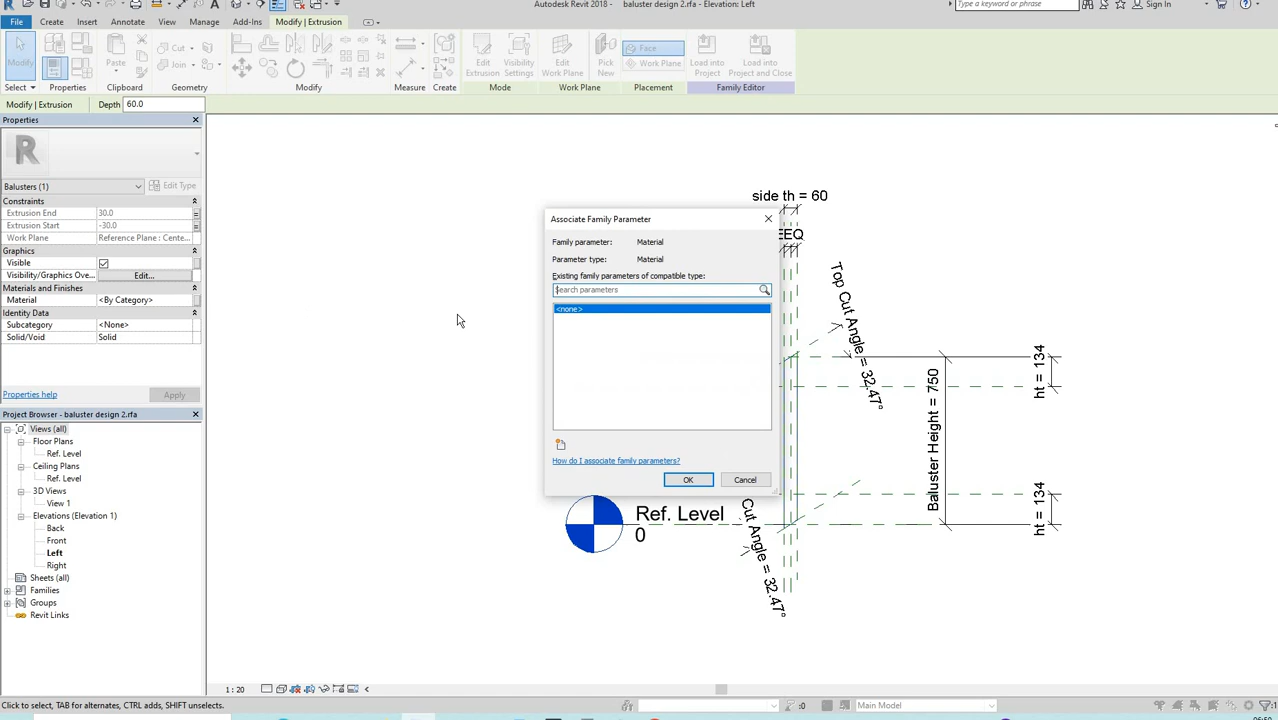 Autodesk Revit 2018 - baluster design 2.rfa - Elevation: Left
Type a keyword or phrase
Sign In
File Create Insert Annotate View Manage Add-Ins Modify | Extrusion
Modify
Paste
Cut
Join
Edit Extrusion
Visibility Settings
Edit Work Plane
Pick New
Face
Work Plane
Load into Project
Load into Project and Close
Select Properties Clipboard Geometry Modify Measure Create Mode Work Plane Placement Family Editor
Modify | Extrusion Depth 60.0
Properties
R
Balusters (1) Edit Type
Constraints
Extrusion End 30.0
Extrusion Start -30.0
Work Plane Reference Plane : Cente...
Graphics
Visible
Visibility/Graphics Ove... Edit...
Materials and Finishes
Material <By Category>
Identity Data
Subcategory <None>
Solid/Void Solid
Properties help Apply
Project Browser - baluster design 2.rfa
Views (all)
Floor Plans
Ref. Level
Ceiling Plans
Ref. Level
3D Views
View 1
Elevations (Elevation 1)
Back
Front
Left
Right
Sheets (all)
Families
Groups
Revit Links
Associate Family Parameter
Family parameter: Material
Parameter type: Material
Existing family parameters of compatible type:
Search parameters
<none>
How do I associate family parameters?
OK Cancel
side th = 60
EEQ
Top Cut Angle = 32.47°
Baluster Height = 750
ht = 134
ht = 134
Cut Angle = 32.47°
Ref. Level
0
1 : 20
Click to select, TAB for alternates, CTRL adds, SHIFT unselects.
:0
Main Model